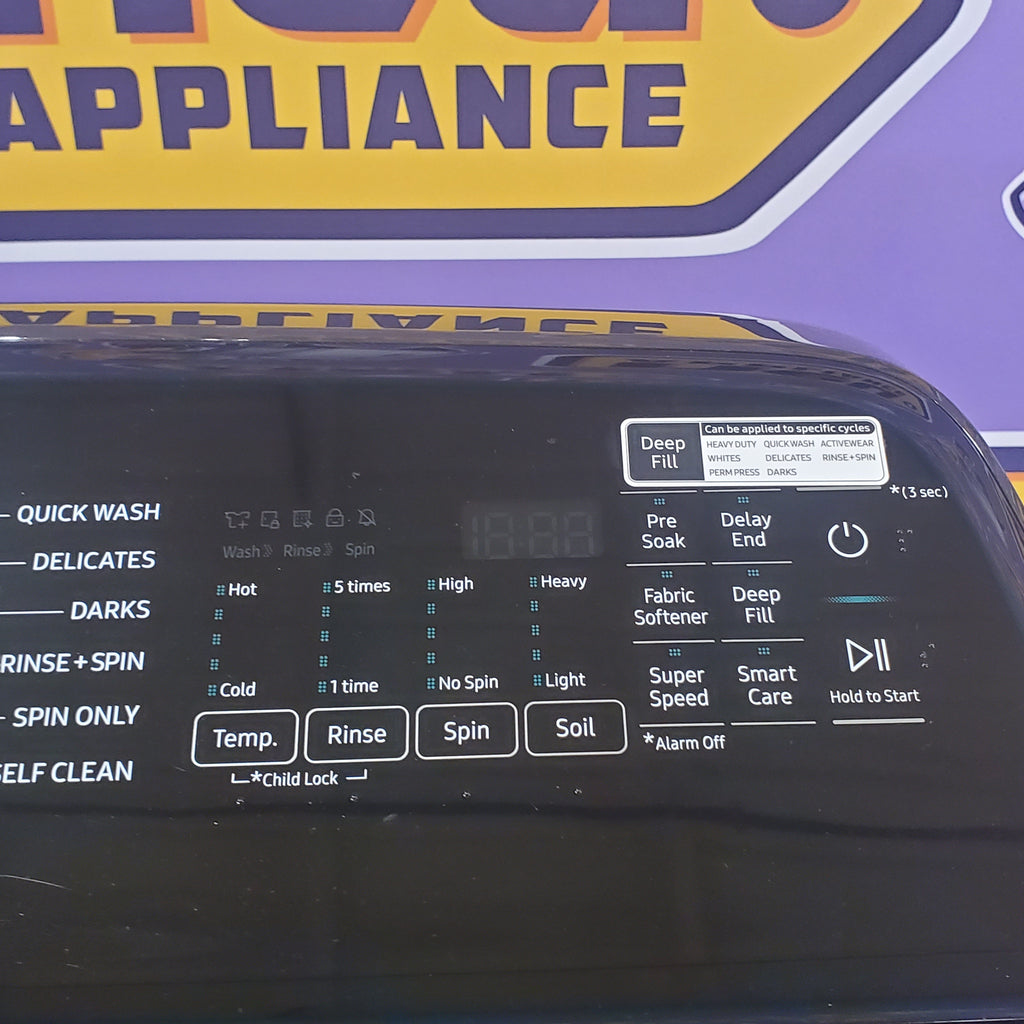 APPLIANCE
Deep Fill
Can be applied to specific cycles
HEAVY DUTY QUICK WASH ACTIVEWEAR
WHITES DELICATES RINSE+SPIN
PERM PRESS DARKS
*(3 sec)
QUICK WASH
DELICATES
DARKS
RINSE+SPIN
SPIN ONLY
SELF CLEAN
18:88
Wash Rinse Spin
Hot 5 times High Heavy
Cold 1 time No Spin Light
Temp. Rinse Spin Soil
*Child Lock
Pre Soak
Delay End
Fabric Softener
Deep Fill
Super Speed
Smart Care
*Alarm Off
Hold to Start